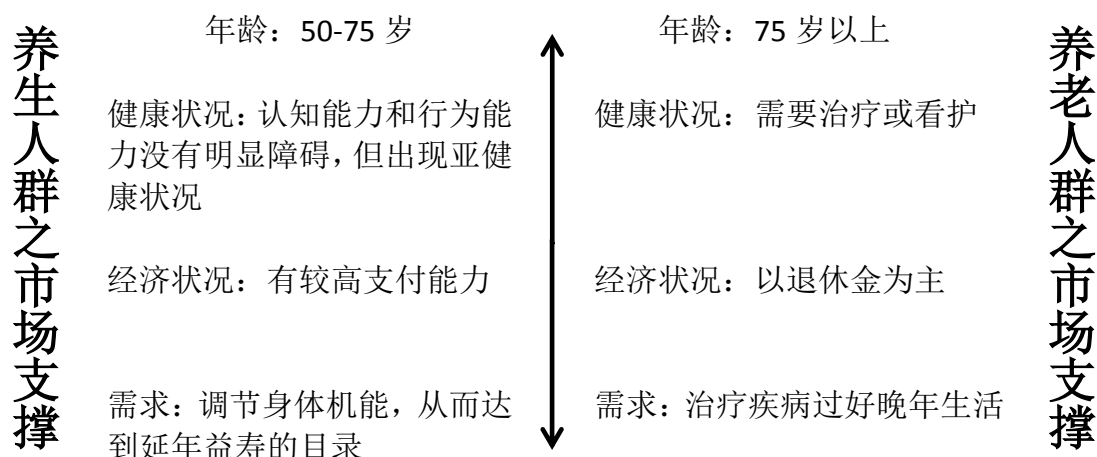 养生人群之市场支撑
年龄：50-75 岁
健康状况：认知能力和行为能
力没有明显障碍，但出现亚健
康状况
经济状况：有较高支付能力
需求：调节身体机能，从而达
到延年益寿的目录
年龄：75 岁以上
健康状况：需要治疗或看护
经济状况：以退休金为主
需求：治疗疾病过好晚年生活
养老人群之市场支撑